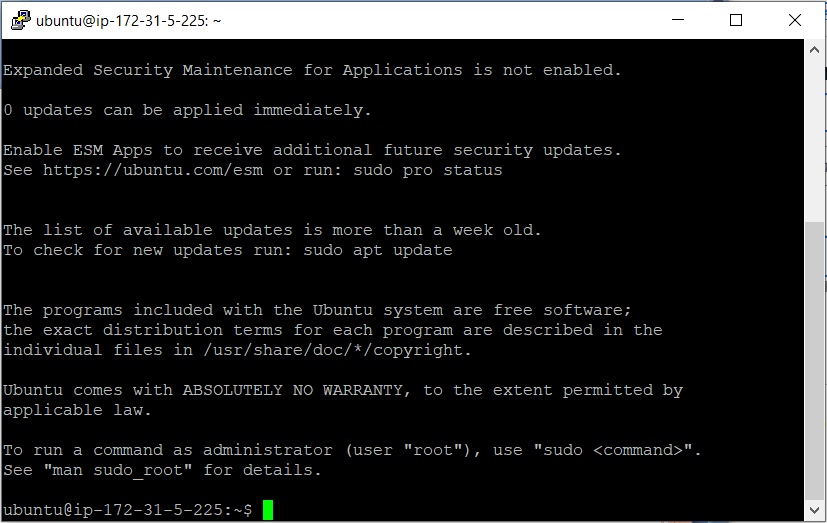 ubuntu@ip-172-31-5-225: ~
Expanded Security Maintenance for Applications is not enabled.
0 updates can be applied immediately.
Enable ESM Apps to receive additional future security updates.
See https://ubuntu.com/esm or run: sudo pro status
The list of available updates is more than a week old.
To check for new updates run: sudo apt update
The programs included with the Ubuntu system are free software;
the exact distribution terms for each program are described in the
individual files in /usr/share/doc/*/copyright.
Ubuntu comes with ABSOLUTELY NO WARRANTY, to the extent permitted by
applicable law.
To run a command as administrator (user "root"), use "sudo <command>".
See "man sudo_root" for details.
ubuntu@ip-172-31-5-225:~$